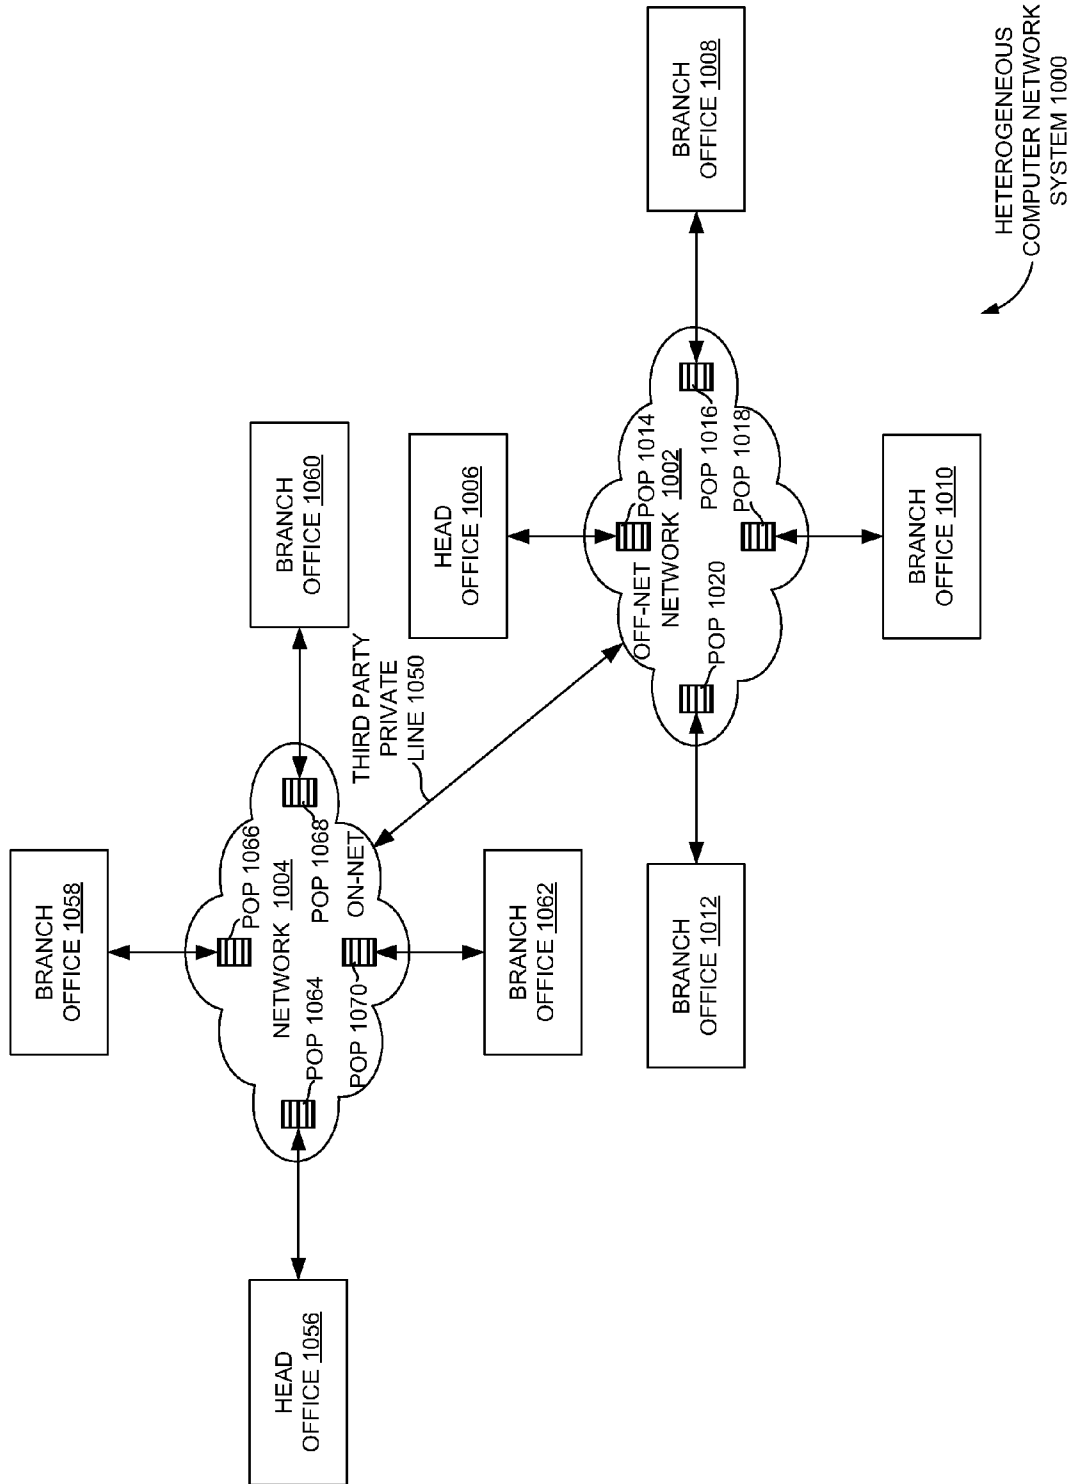 BRANCH
OFFICE 1058
POP 1066
HEAD
OFFICE 1056
NETWORK 1004
POP 1064
POP 1068
ON-NET
POP 1070
BRANCH
OFFICE 1060
THIRD PARTY
PRIVATE
LINE 1050
BRANCH
OFFICE 1062
HEAD
OFFICE 1006
OFF-NET
POP 1014
NETWORK 1002
BRANCH
OFFICE 1012
POP 1020
POP 1016
POP 1018
BRANCH
OFFICE 1008
BRANCH
OFFICE 1010
HETEROGENEOUS
COMPUTER NETWORK
SYSTEM 1000